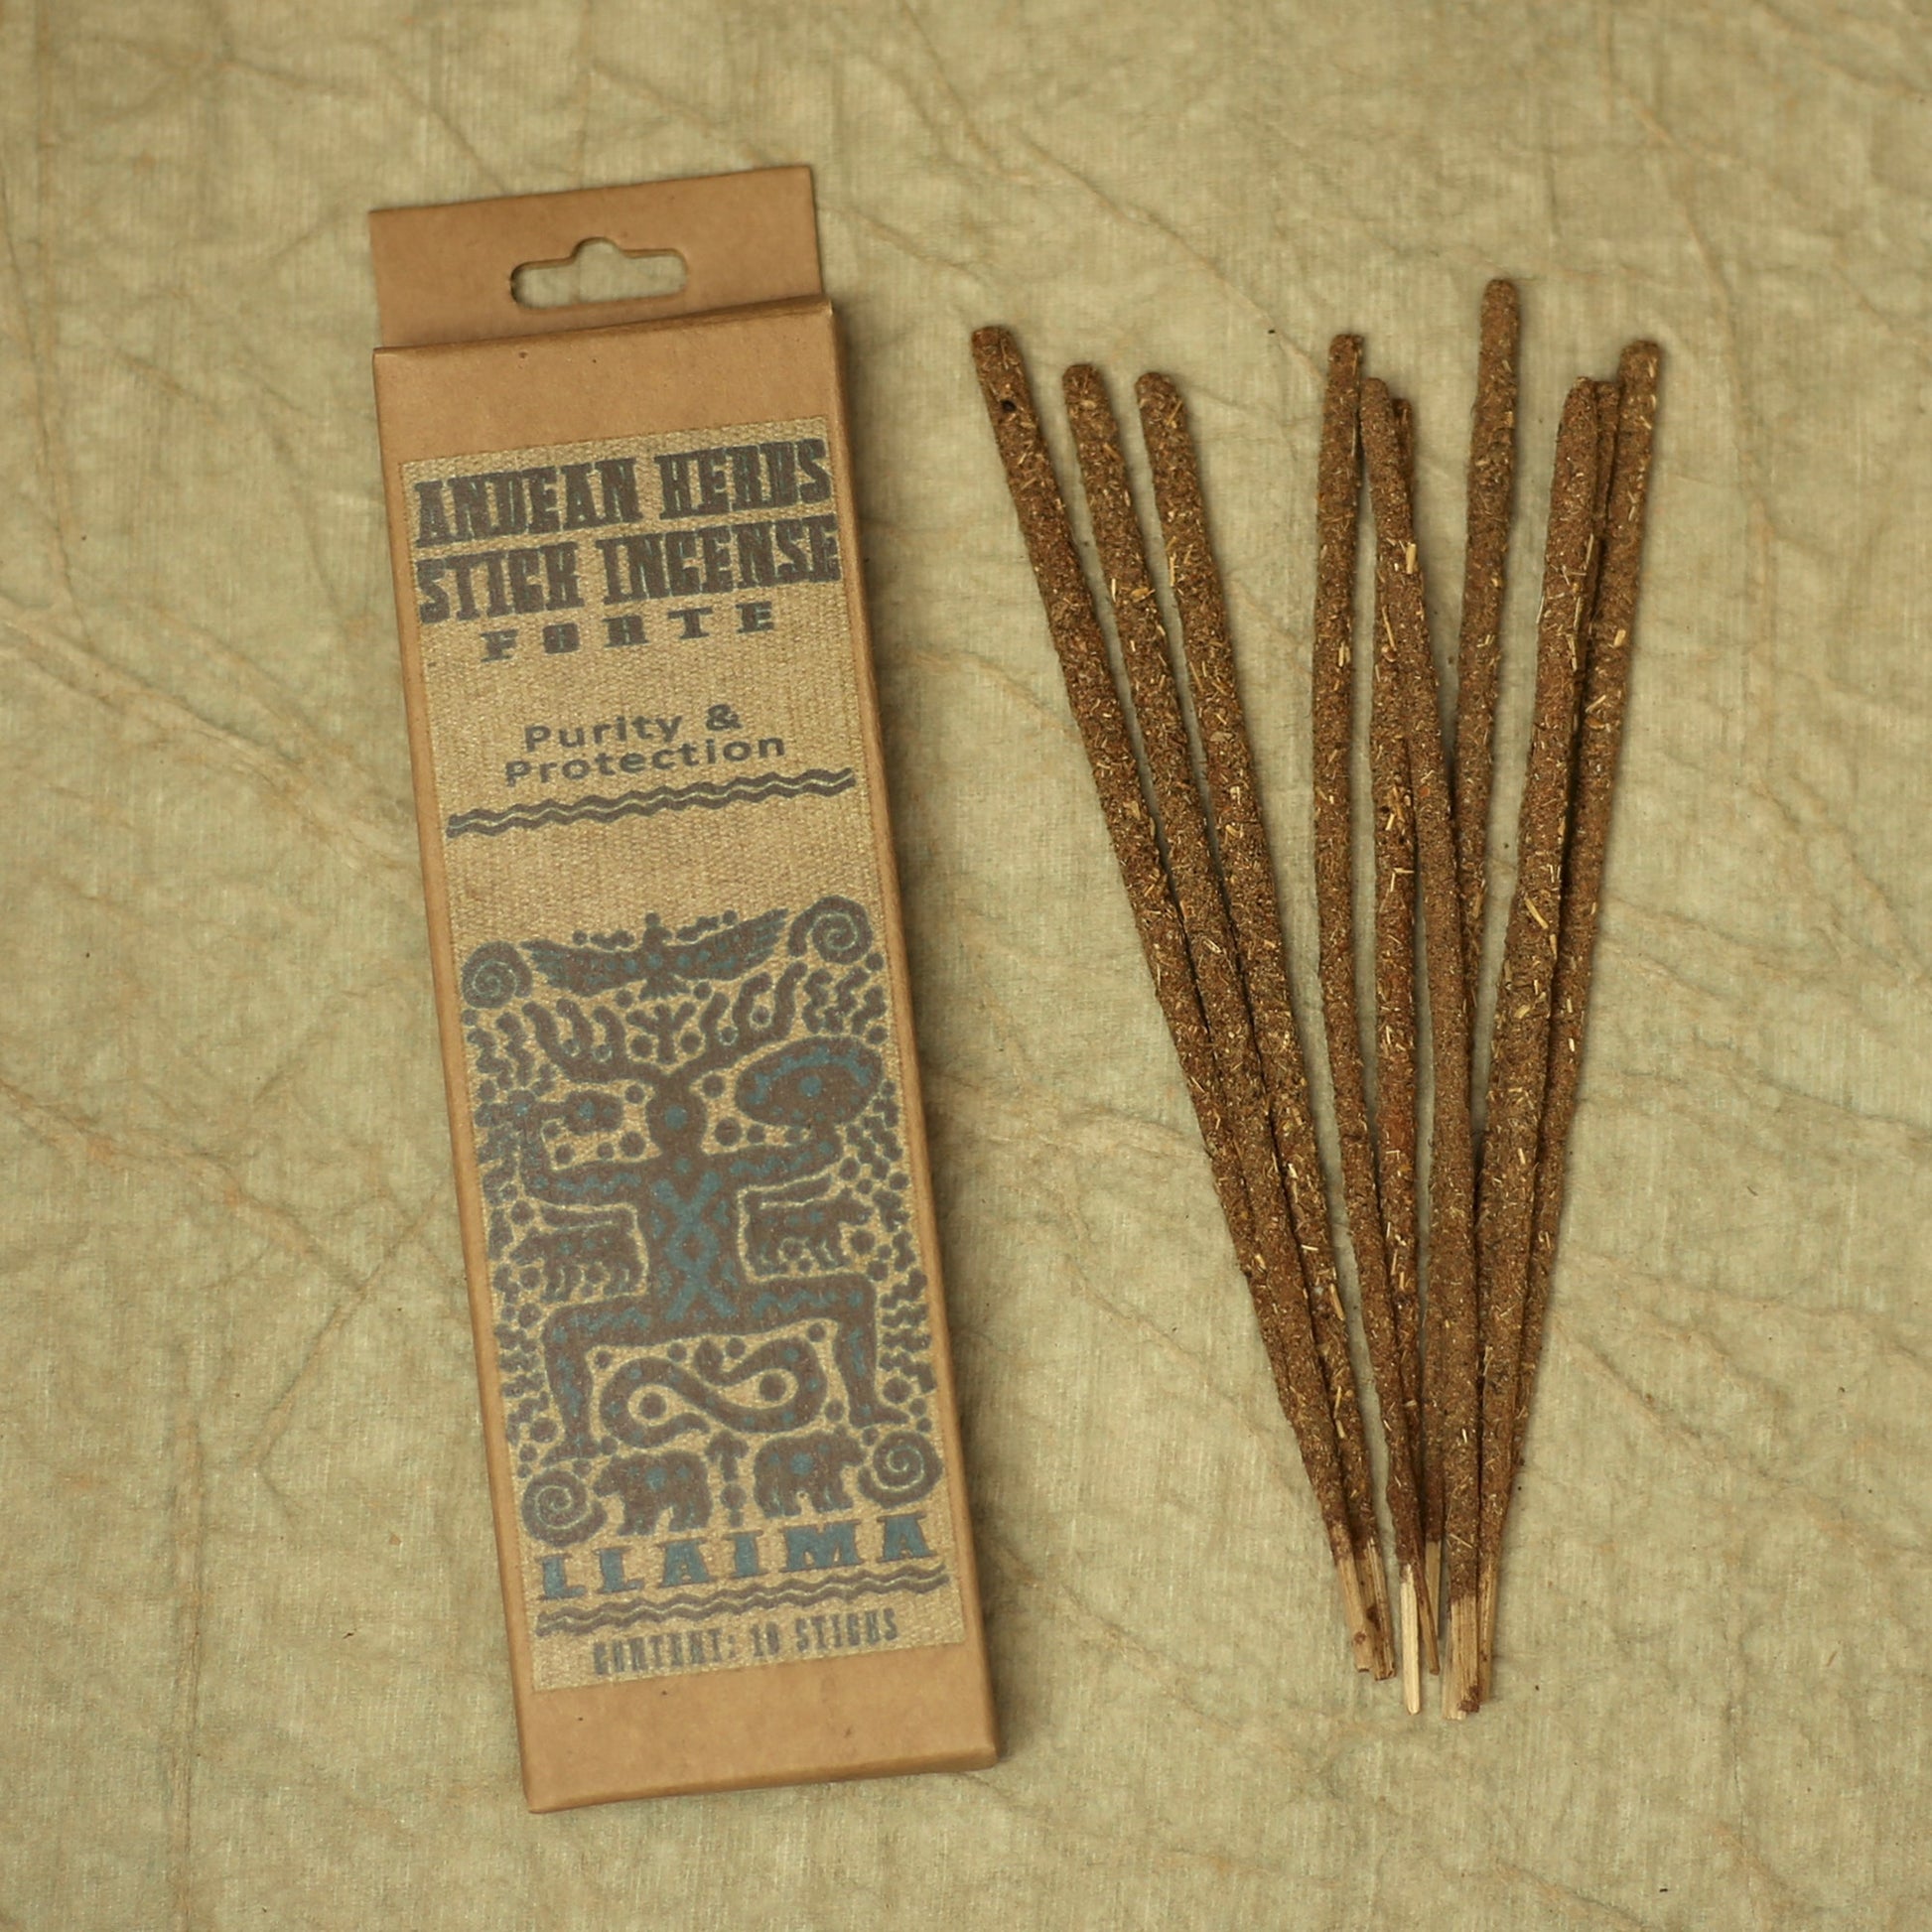 ANDEAN HERBS
STICK INCENSE
FORTE
Purity &
Protection
LLAIMA
CONTENT: 10 STICKS